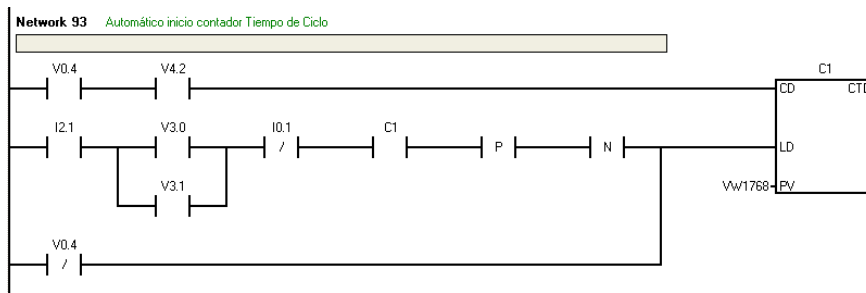 Network 93 Automático inicio contador Tiempo de Ciclo
V0.4 V4.2 C1
CD CTD
I2.1 V3.0 I0.1 C1
/ P N LD
V3.1 VW1768 PV
V0.4
/